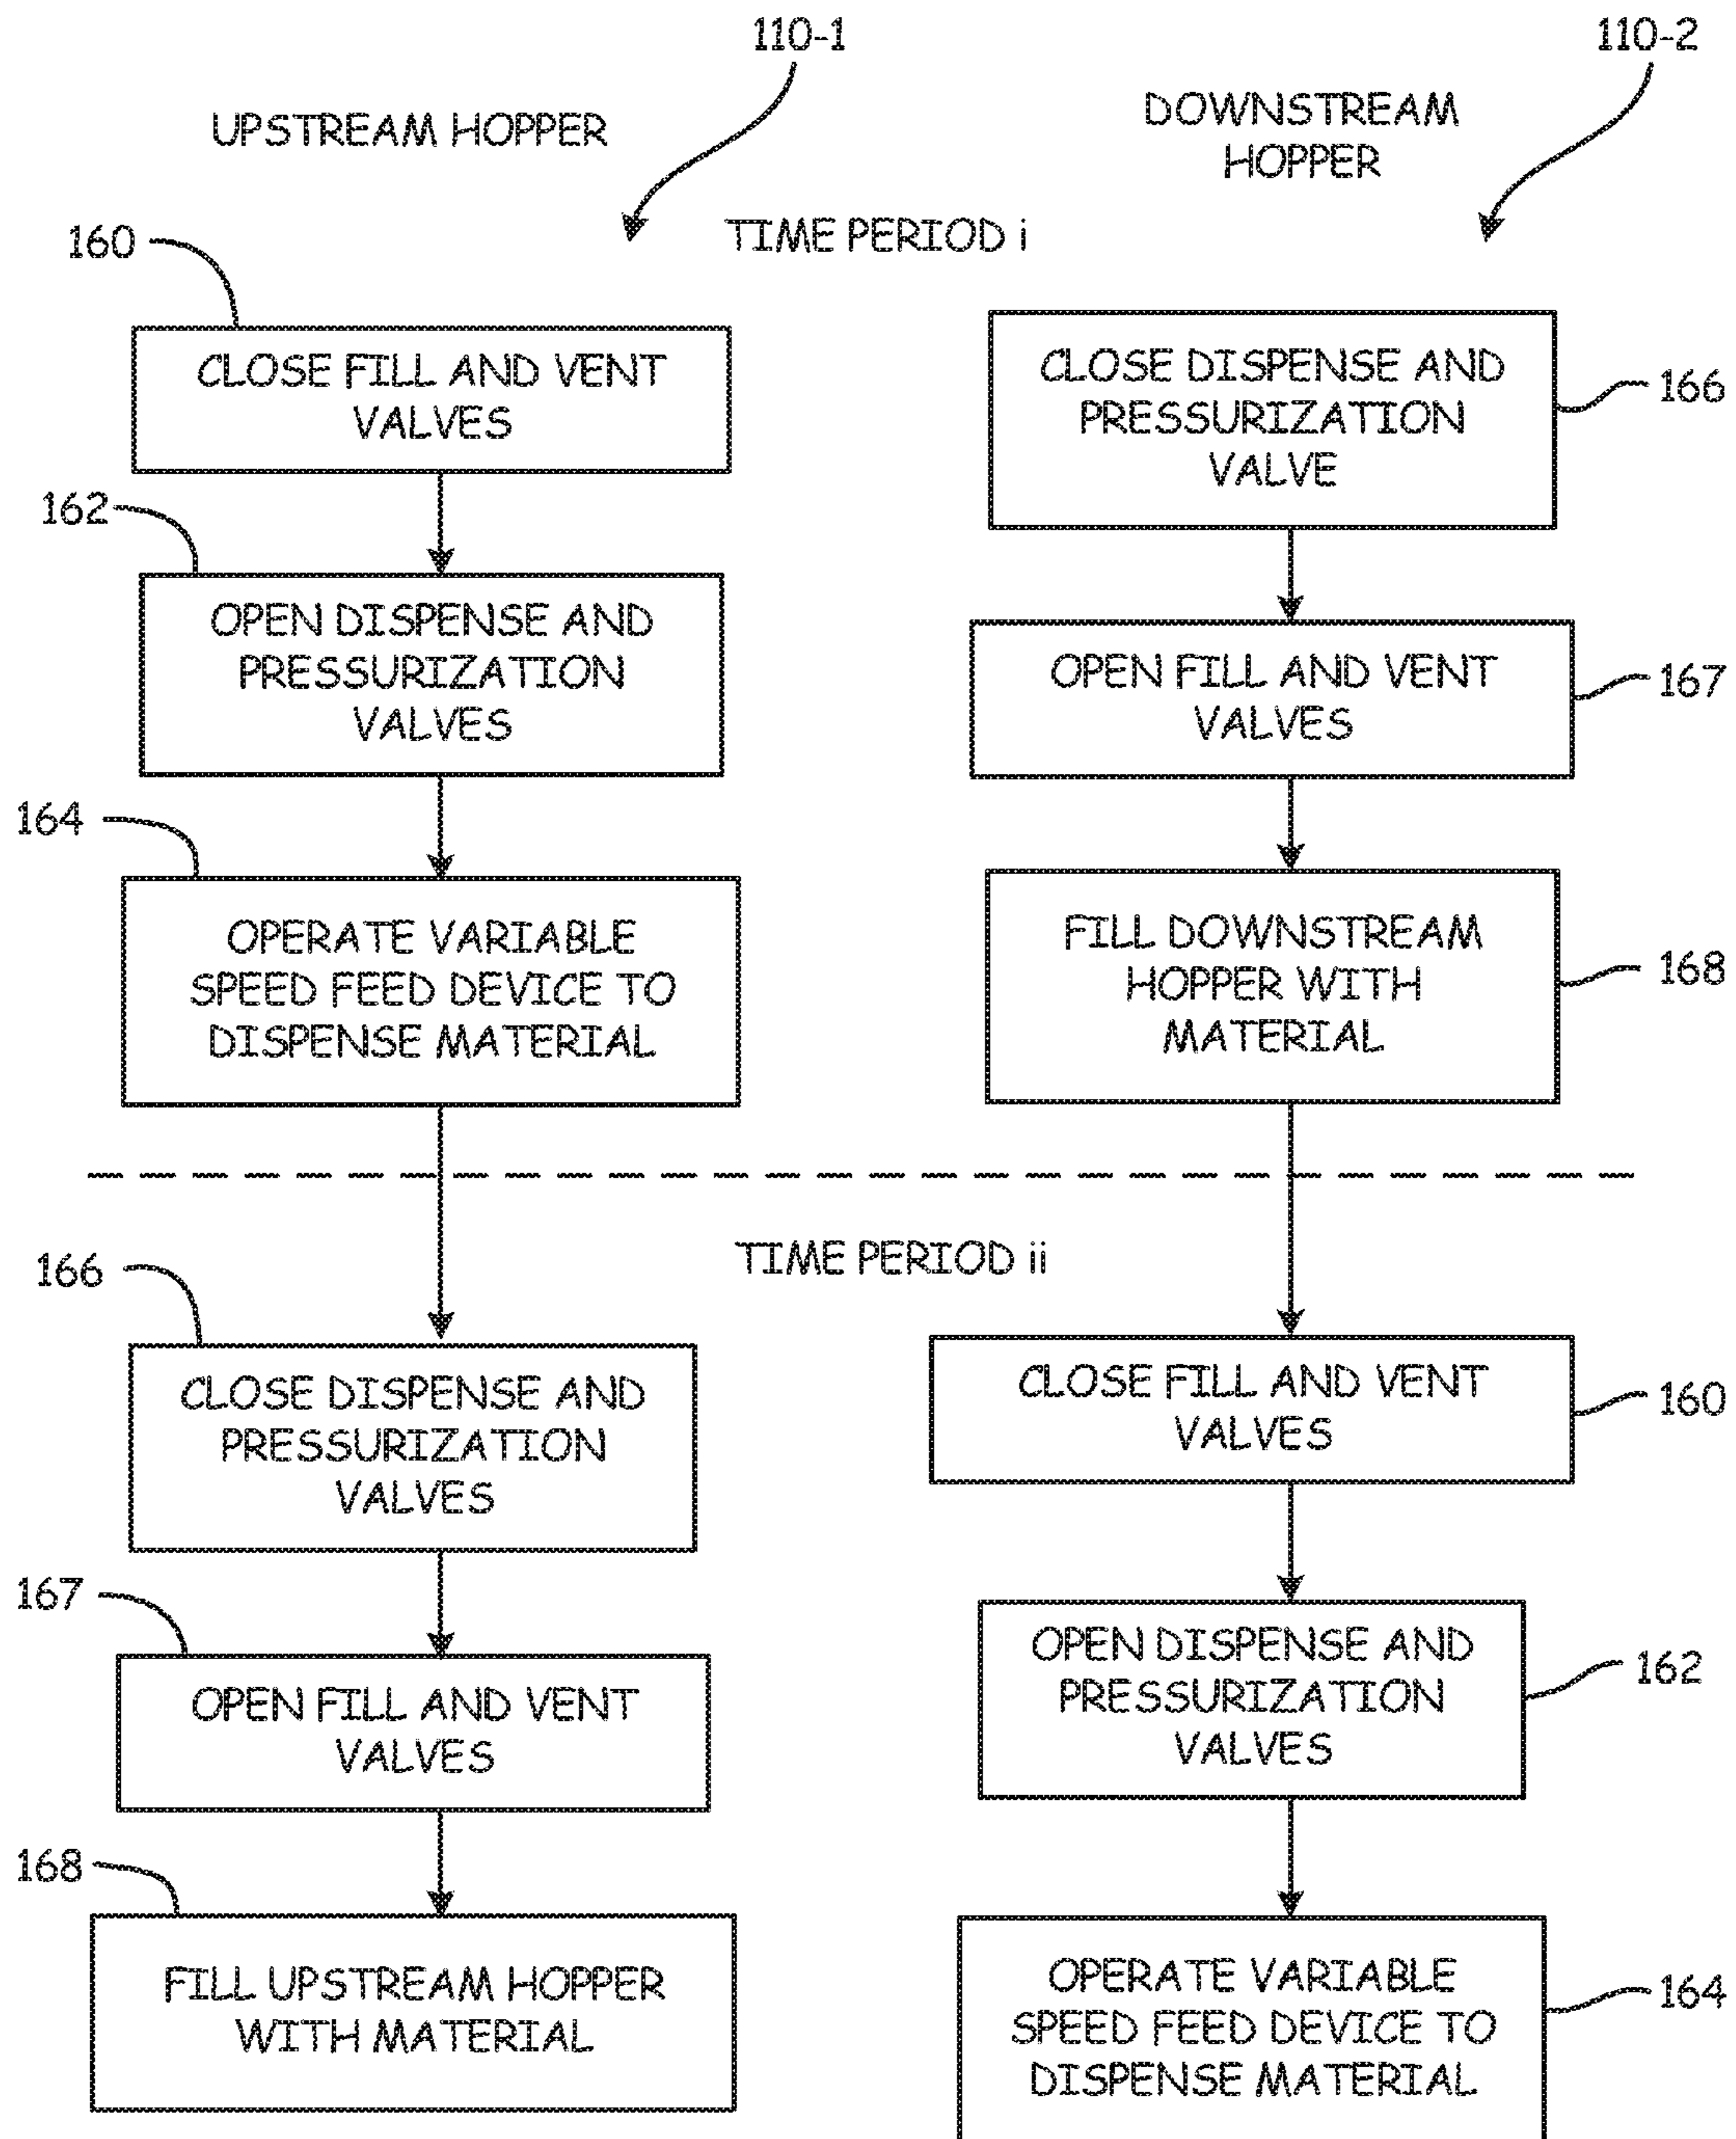 110-1
110-2
UPSTREAM HOPPER
DOWNSTREAM
HOPPER
TIME PERIOD i
160
CLOSE FILL AND VENT
VALVES
162
OPEN DISPENSE AND
PRESSURIZATION
VALVES
164
OPERATE VARIABLE
SPEED FEED DEVICE TO
DISPENSE MATERIAL
CLOSE DISPENSE AND
PRESSURIZATION
VALVE
166
OPEN FILL AND VENT
VALVES
167
FILL DOWNSTREAM
HOPPER WITH
MATERIAL
168
TIME PERIOD ii
166
CLOSE DISPENSE AND
PRESSURIZATION
VALVES
167
OPEN FILL AND VENT
VALVES
168
FILL UPSTREAM HOPPER
WITH MATERIAL
CLOSE FILL AND VENT
VALVES
160
OPEN DISPENSE AND
PRESSURIZATION
VALVES
162
OPERATE VARIABLE
SPEED FEED DEVICE TO
DISPENSE MATERIAL
164